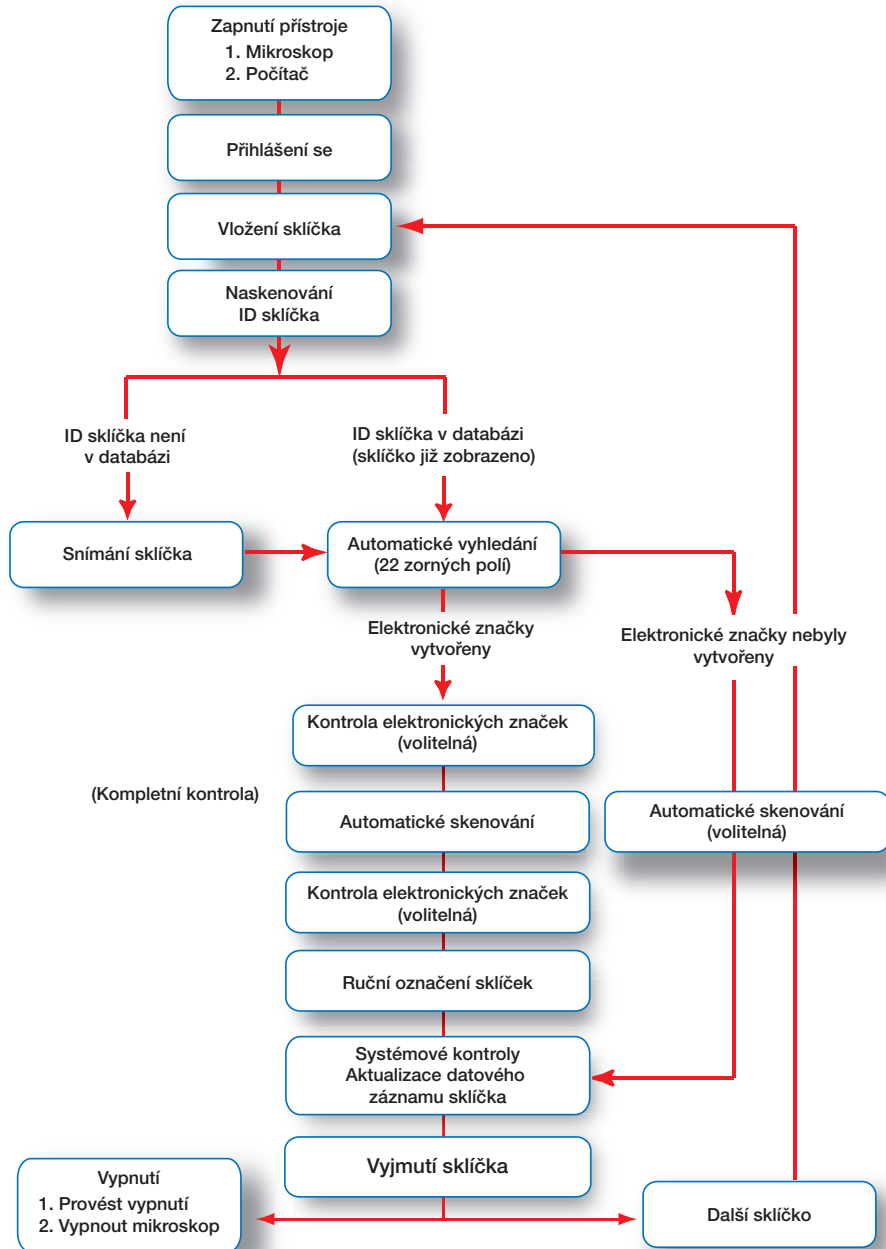 Zapnutí přístroje
1. Mikroskop
2. Počítač
Přihlášení se
Vložení sklíčka
Naskenování
ID sklíčka
ID sklíčka není
v databázi
ID sklíčka v databázi
(sklíčko již zobrazeno)
Snímání sklíčka
Automatické vyhledání
(22 zorných polí)
Elektronické značky
vytvořeny
Elektronické značky nebyly
vytvořeny
Kontrola elektronických značek
(volitelná)
(Kompletní kontrola)
Automatické skenování
Automatické skenování
(volitelná)
Kontrola elektronických značek
(volitelná)
Ruční označení sklíček
Systémové kontroly
Aktualizace datového
záznamu sklíčka
Vyjmutí sklíčka
Vypnutí
1. Provést vypnutí
2. Vypnout mikroskop
Další sklíčko